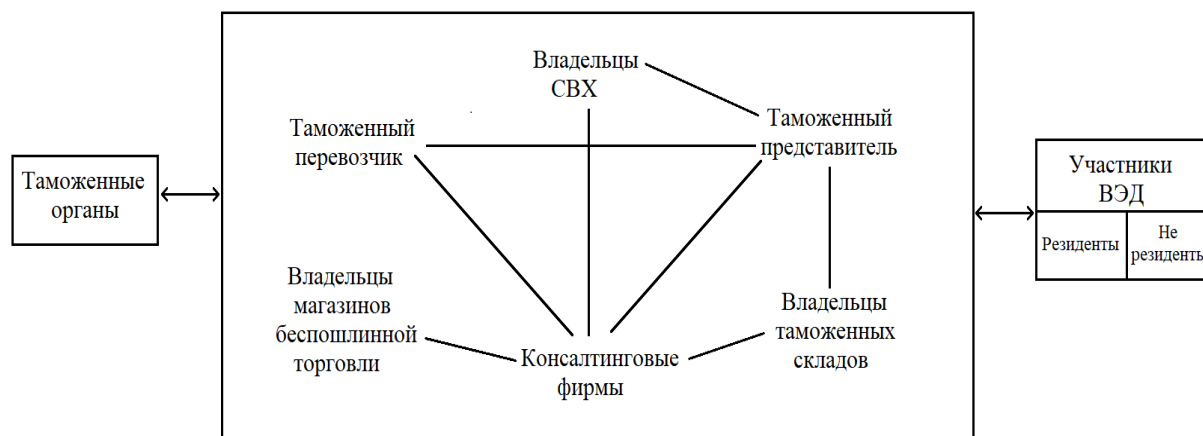 Таможенные
органы
Владельцы
СВХ
Таможенный
перевозчик
Таможенный
представитель
Владельцы
магазинов
беспошлинной
торговли
Консалтинговые
фирмы
Владельцы
таможенных
складов
Участники
ВЭД
Резиденты
Не
резиденты